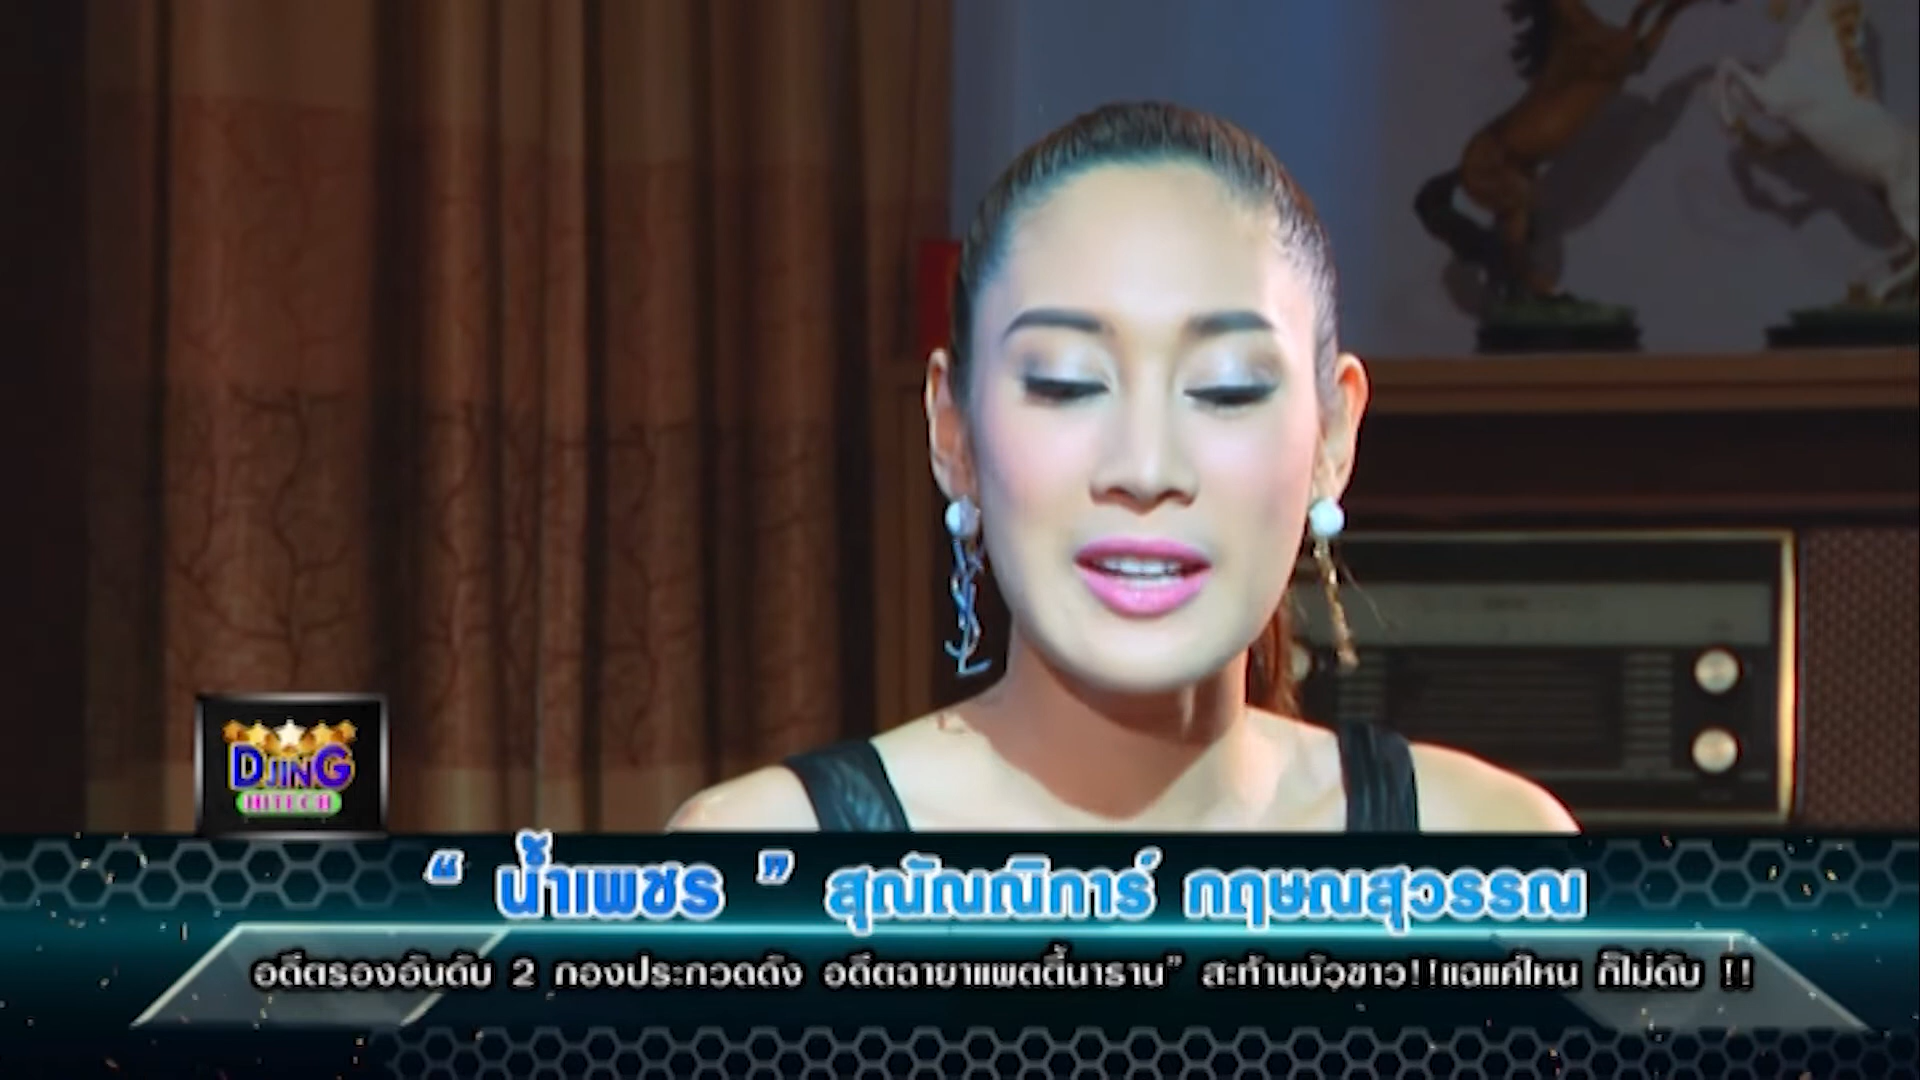 DJING
HITECH
“ น้ำเพชร ” สุณัณณิการ์ กฤษณสุวรรณ
อดีตรองอันดับ 2 กองประกวดดัง อดีตฉายาแพตตี้นาราน” สะท้านบัวขาว!!แฉแค่ไหน ก็ไม่ดับ !!